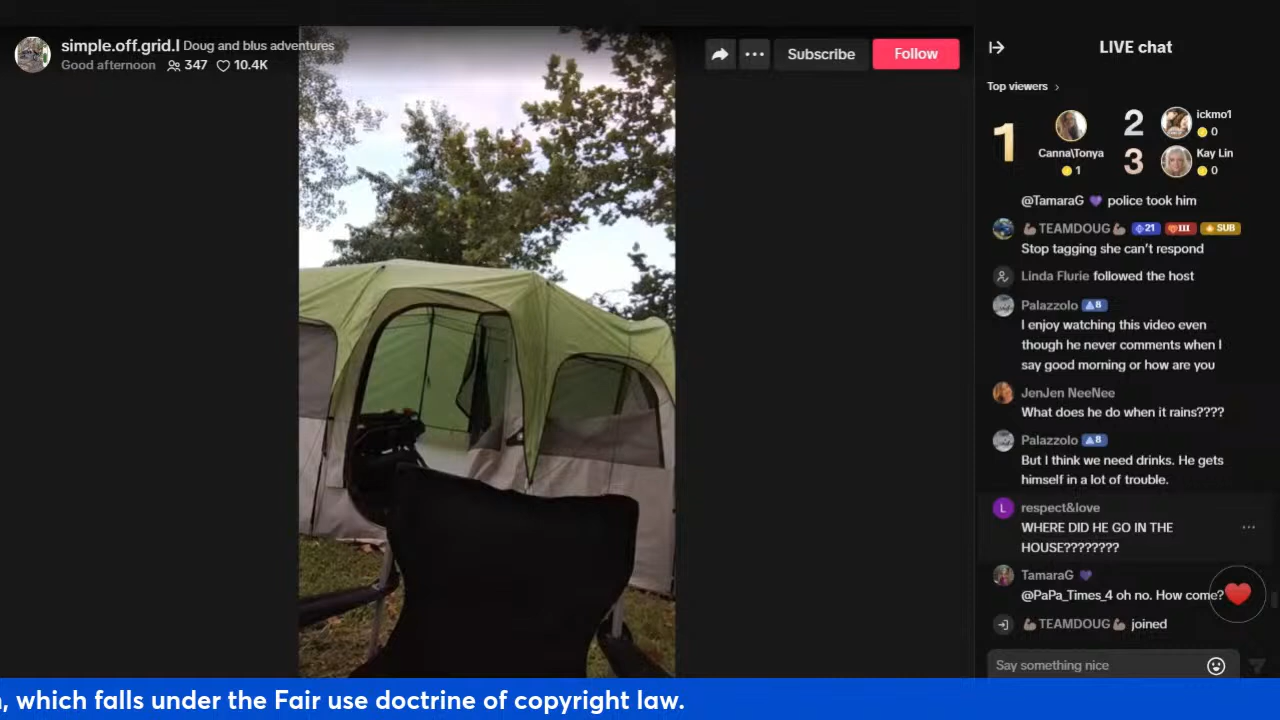 simple.off.grid.l Doug and blus adventures
Good afternoon 347 10.4K
Subscribe
Follow
LIVE chat
Top viewers
1
Canna\Tonya
1
2
ickmo1
0
3
Kay Lin
0
@TamaraG 💜 police took him
🦾TEAMDOUG🦾 21 III SUB
Stop tagging she can't respond
Linda Flurie followed the host
Palazzolo 8
I enjoy watching this video even
though he never comments when I
say good morning or how are you
JenJen NeeNee
What does he do when it rains????
Palazzolo 8
But I think we need drinks. He gets
himself in a lot of trouble.
L respect&love
WHERE DID HE GO IN THE
HOUSE????????
TamaraG 💜
@PaPa_Times_4 oh no. How come?
🦾TEAMDOUG🦾 joined
Say something nice
, which falls under the Fair use doctrine of copyright law.